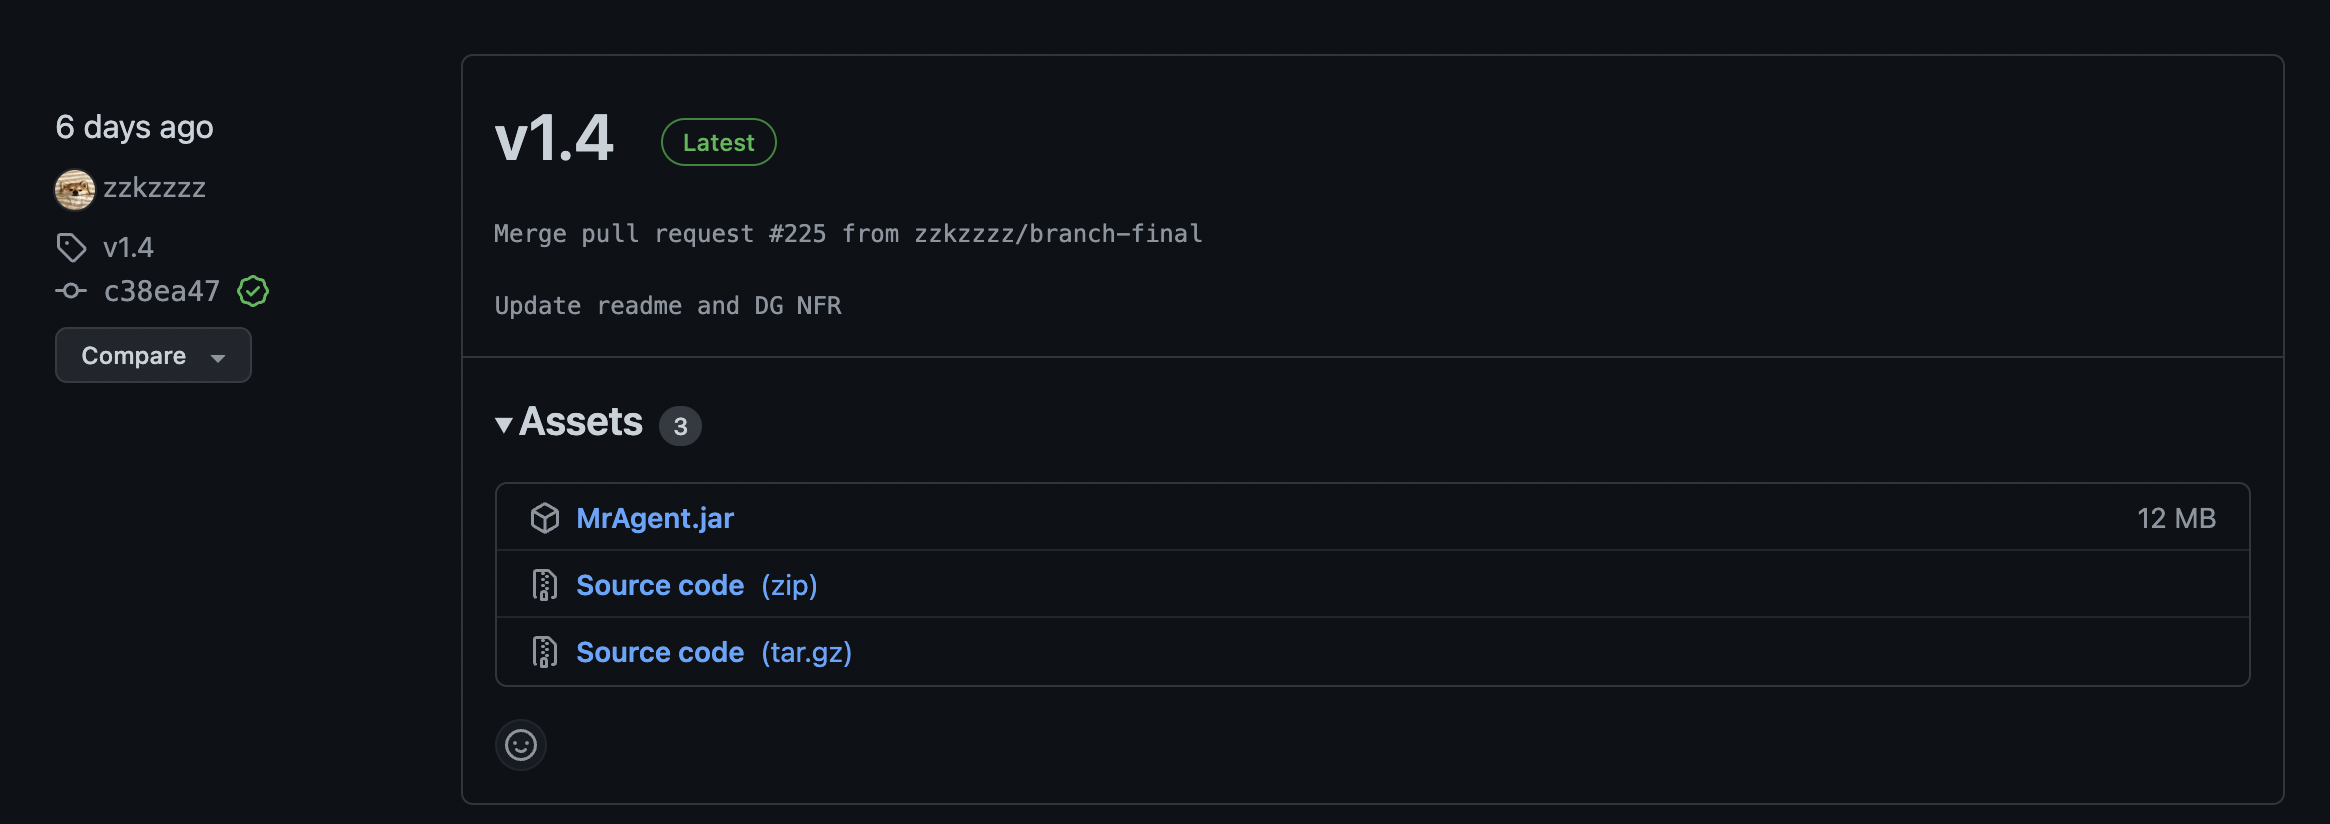 6 days ago
zzkzzzz
v1.4
c38ea47
Compare
v1.4 Latest
Merge pull request #225 from zzkzzzz/branch-final
Update readme and DG NFR
Assets 3
MrAgent.jar 12 MB
Source code (zip)
Source code (tar.gz)